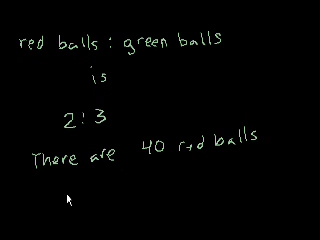 red balls : green balls
is
2 : 3
There are 40 red balls